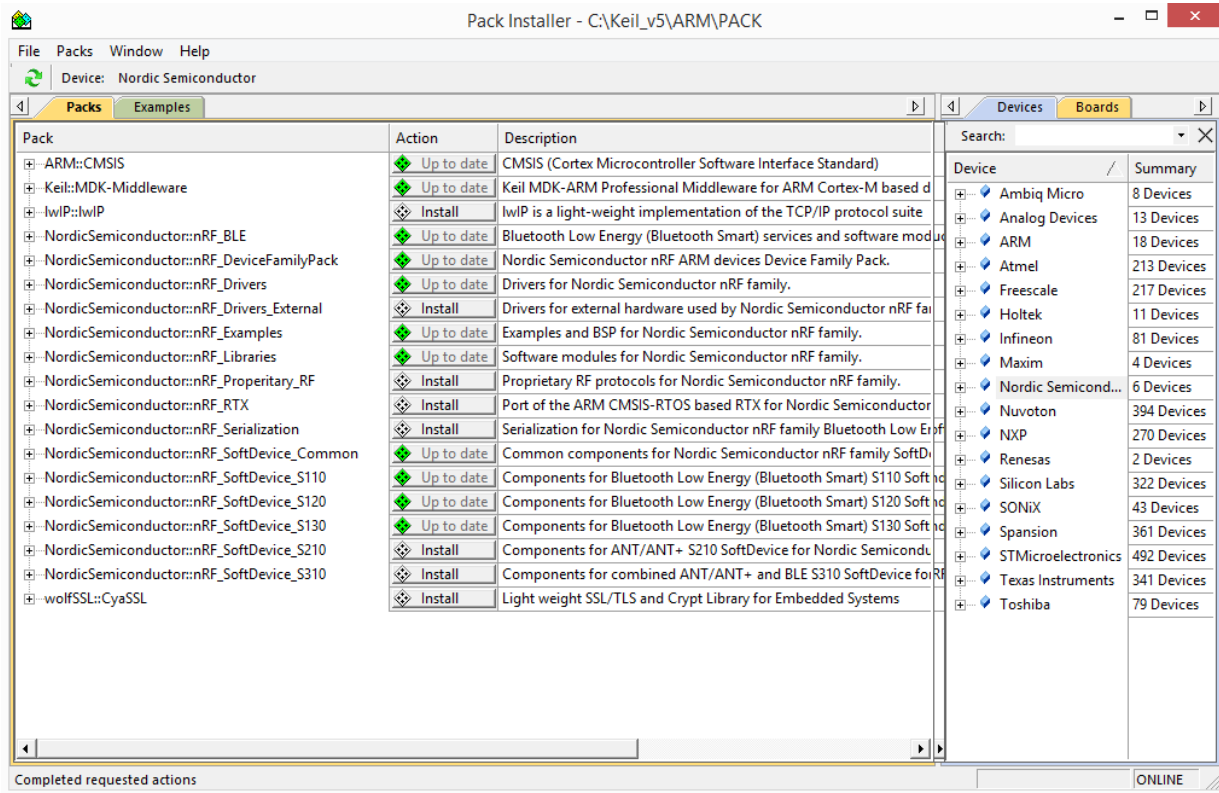 Pack Installer - C:\Keil_v5\ARM\PACK
File Packs Window Help
Device: Nordic Semiconductor
Packs Examples
Pack Action Description
ARM::CMSIS Up to date CMSIS (Cortex Microcontroller Software Interface Standard)
Keil::MDK-Middleware Up to date Keil MDK-ARM Professional Middleware for ARM Cortex-M based d
lwIP::lwIP Install lwIP is a light-weight implementation of the TCP/IP protocol suite
NordicSemiconductor::nRF_BLE Up to date Bluetooth Low Energy (Bluetooth Smart) services and software modu
NordicSemiconductor::nRF_DeviceFamilyPack Up to date Nordic Semiconductor nRF ARM devices Device Family Pack.
NordicSemiconductor::nRF_Drivers Up to date Drivers for Nordic Semiconductor nRF family.
NordicSemiconductor::nRF_Drivers_External Install Drivers for external hardware used by Nordic Semiconductor nRF fa
NordicSemiconductor::nRF_Examples Up to date Examples and BSP for Nordic Semiconductor nRF family.
NordicSemiconductor::nRF_Libraries Up to date Software modules for Nordic Semiconductor nRF family.
NordicSemiconductor::nRF_Properitary_RF Install Proprietary RF protocols for Nordic Semiconductor nRF family.
NordicSemiconductor::nRF_RTX Install Port of the ARM CMSIS-RTOS based RTX for Nordic Semiconductor
NordicSemiconductor::nRF_Serialization Install Serialization for Nordic Semiconductor nRF family Bluetooth Low
NordicSemiconductor::nRF_SoftDevice_Common Up to date Common components for Nordic Semiconductor nRF family SoftD
NordicSemiconductor::nRF_SoftDevice_S110 Up to date Components for Bluetooth Low Energy (Bluetooth Smart) S110 Soft
NordicSemiconductor::nRF_SoftDevice_S120 Up to date Components for Bluetooth Low Energy (Bluetooth Smart) S120 Soft
NordicSemiconductor::nRF_SoftDevice_S130 Up to date Components for Bluetooth Low Energy (Bluetooth Smart) S130 Soft
NordicSemiconductor::nRF_SoftDevice_S210 Install Components for ANT/ANT+ S210 SoftDevice for Nordic Semicondu
NordicSemiconductor::nRF_SoftDevice_S310 Install Components for combined ANT/ANT+ and BLE S310 SoftDevice fo
wolfSSL::CyaSSL Install Light weight SSL/TLS and Crypt Library for Embedded Systems
Devices Boards
Search:
Device Summary
Ambiq Micro 8 Devices
Analog Devices 13 Devices
ARM 18 Devices
Atmel 213 Devices
Freescale 217 Devices
Holtek 11 Devices
Infineon 81 Devices
Maxim 4 Devices
Nordic Semicond... 6 Devices
Nuvoton 394 Devices
NXP 270 Devices
Renesas 2 Devices
Silicon Labs 322 Devices
SONiX 43 Devices
Spansion 361 Devices
STMicroelectronics 492 Devices
Texas Instruments 341 Devices
Toshiba 79 Devices
Completed requested actions
ONLINE